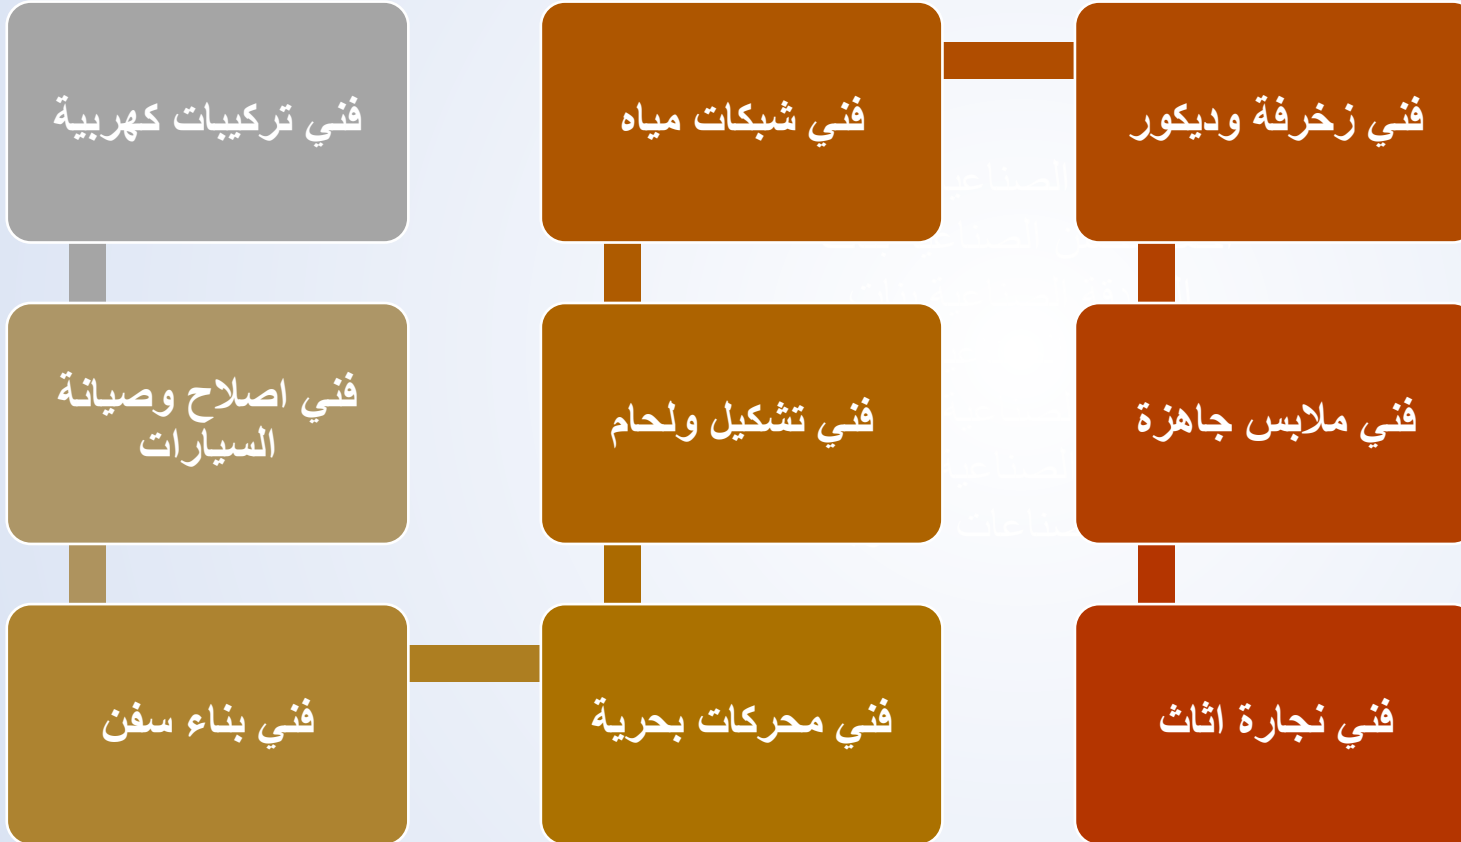 فني تركيبات كهربية
فني اصلاح وصيانة
السيارات
فني بناء سفن
فني محركات بحرية
فني تشكيل ولحام
فني شبكات مياه
فني زخرفة وديكور
فني ملابس جاهزة
فني نجارة اثاث